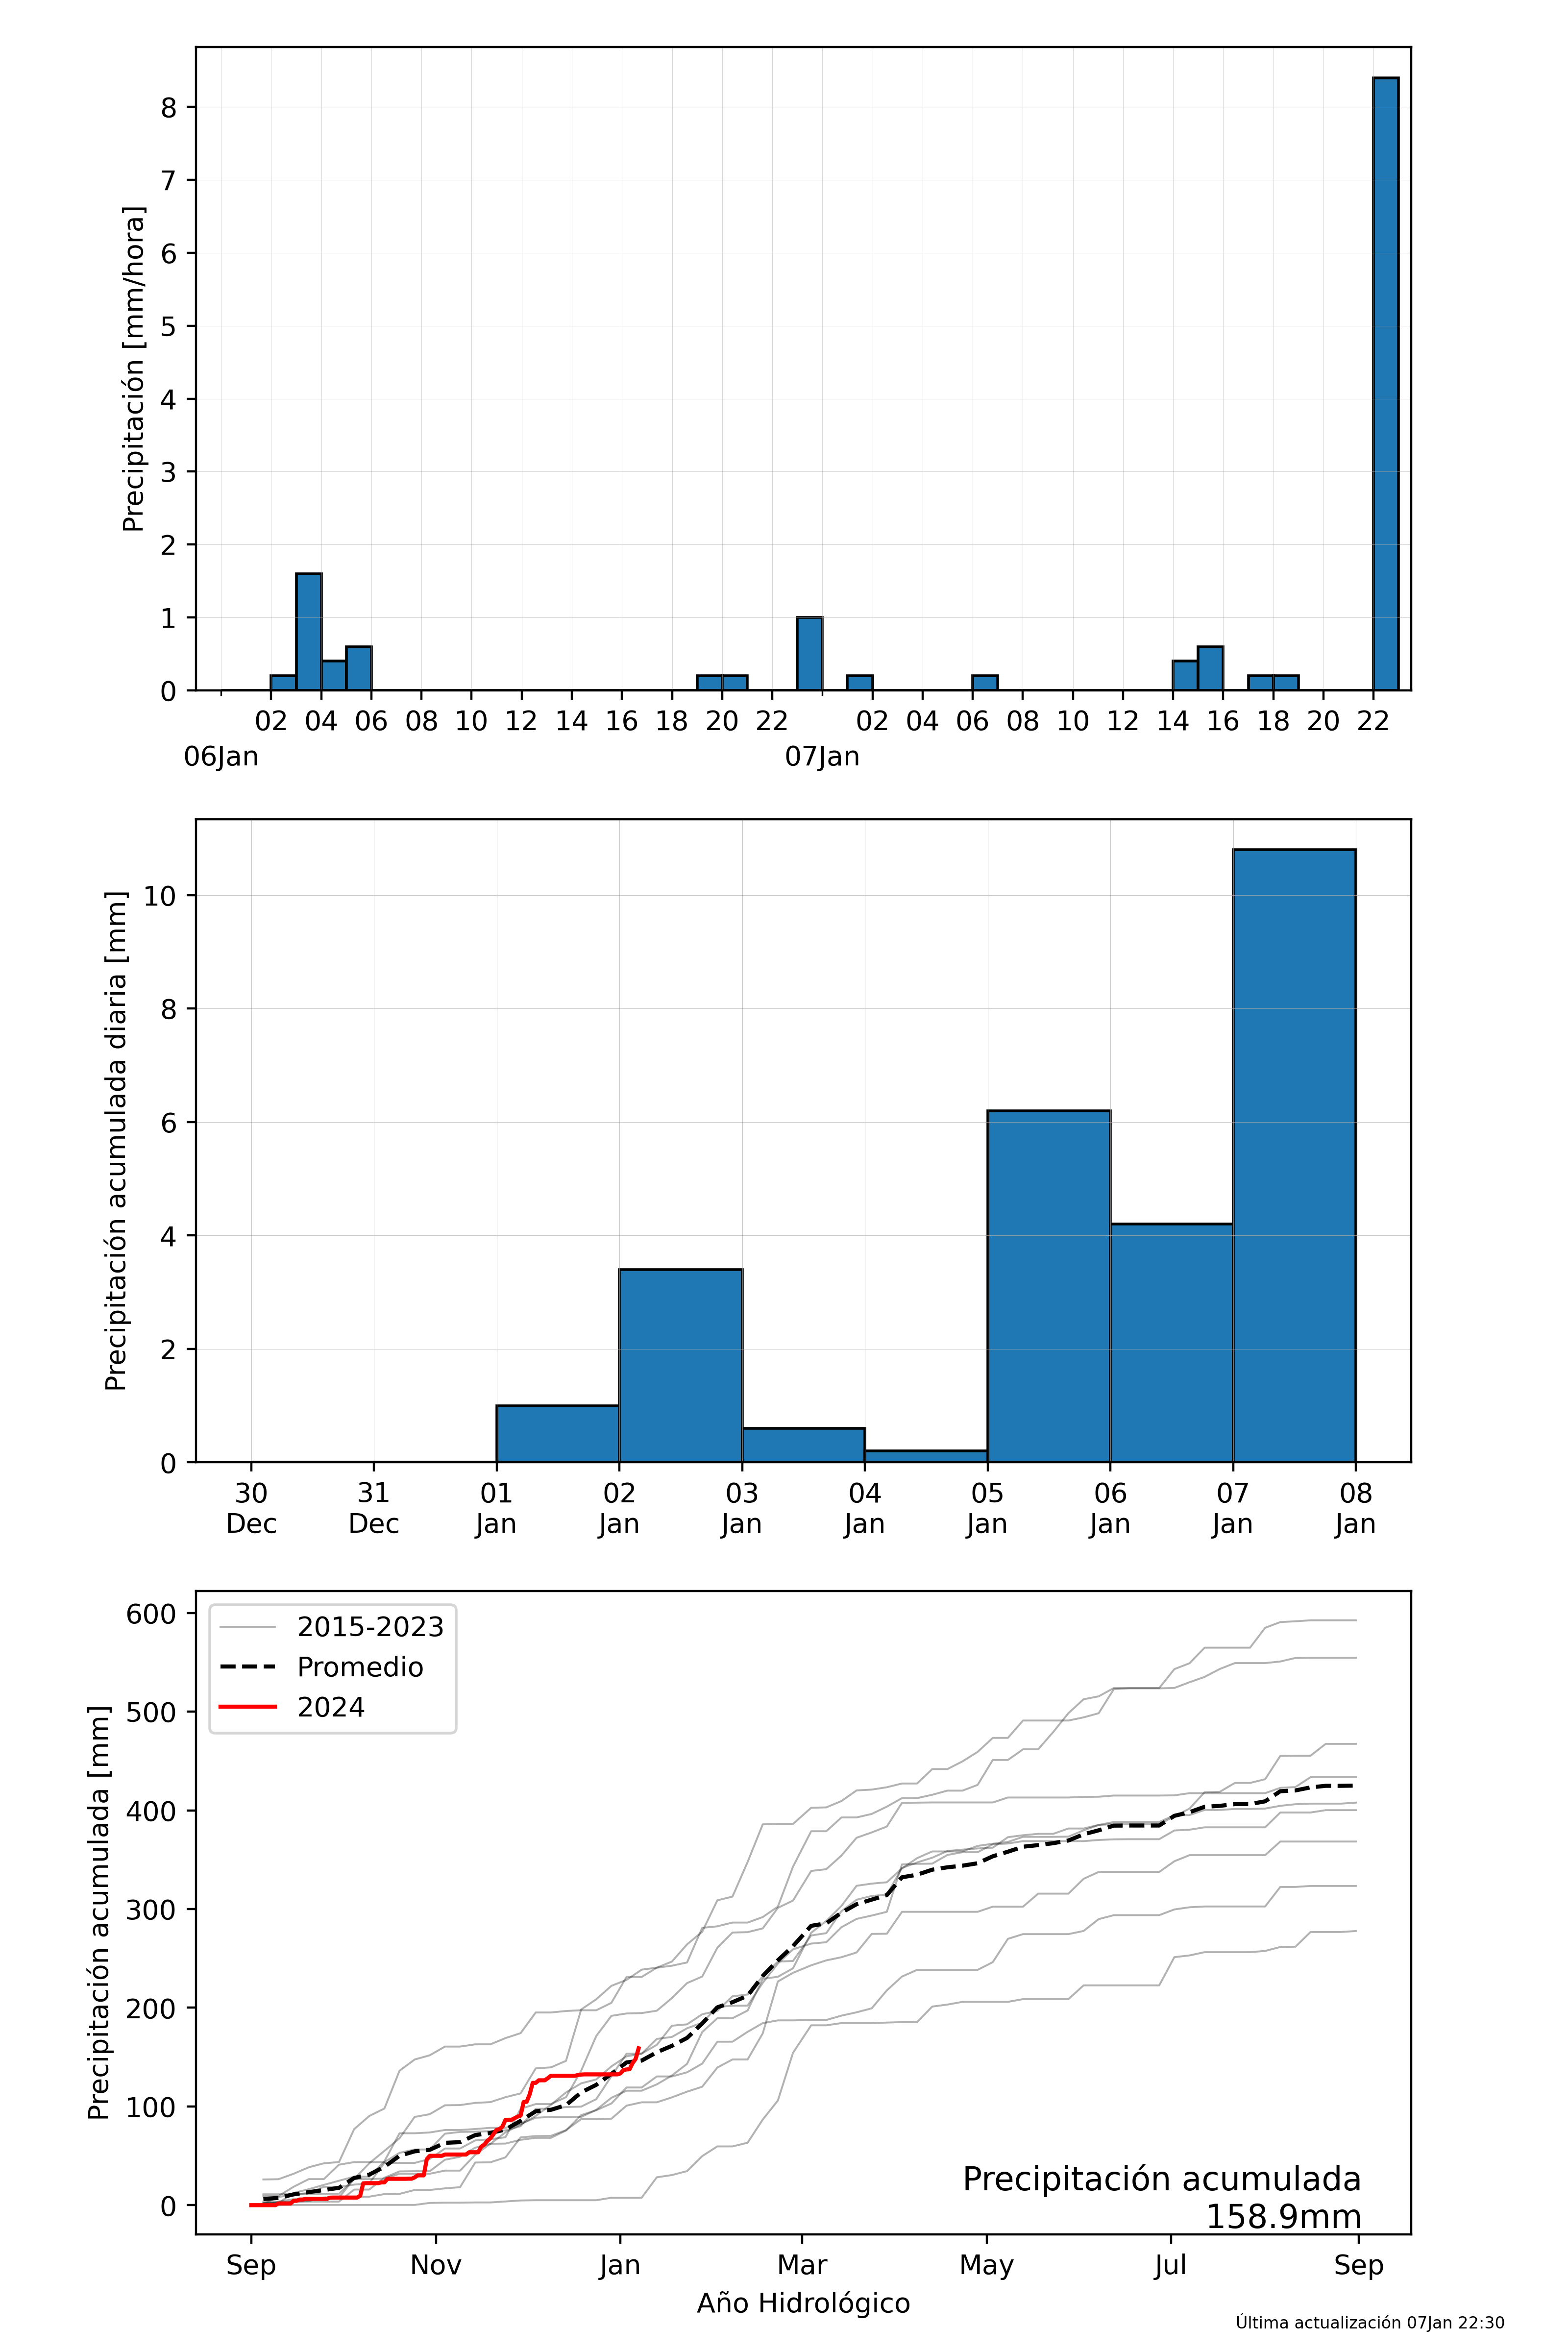 Precipitación [mm/hora]
8
7
6
5
4
3
2
1
0
02 04 06 08 10 12 14 16 18 20 22 02 04 06 08 10 12 14 16 18 20 22
06Jan 07Jan
Precipitación acumulada diaria [mm]
10
8
6
4
2
0
30 31 01 02 03 04 05 06 07 08
Dec Dec Jan Jan Jan Jan Jan Jan Jan Jan
Precipitación acumulada [mm]
600
500
400
300
200
100
0
2015-2023
Promedio
2024
Precipitación acumulada
158.9mm
Sep Nov Jan Mar May Jul Sep
Año Hidrológico
Última actualización 07Jan 22:30